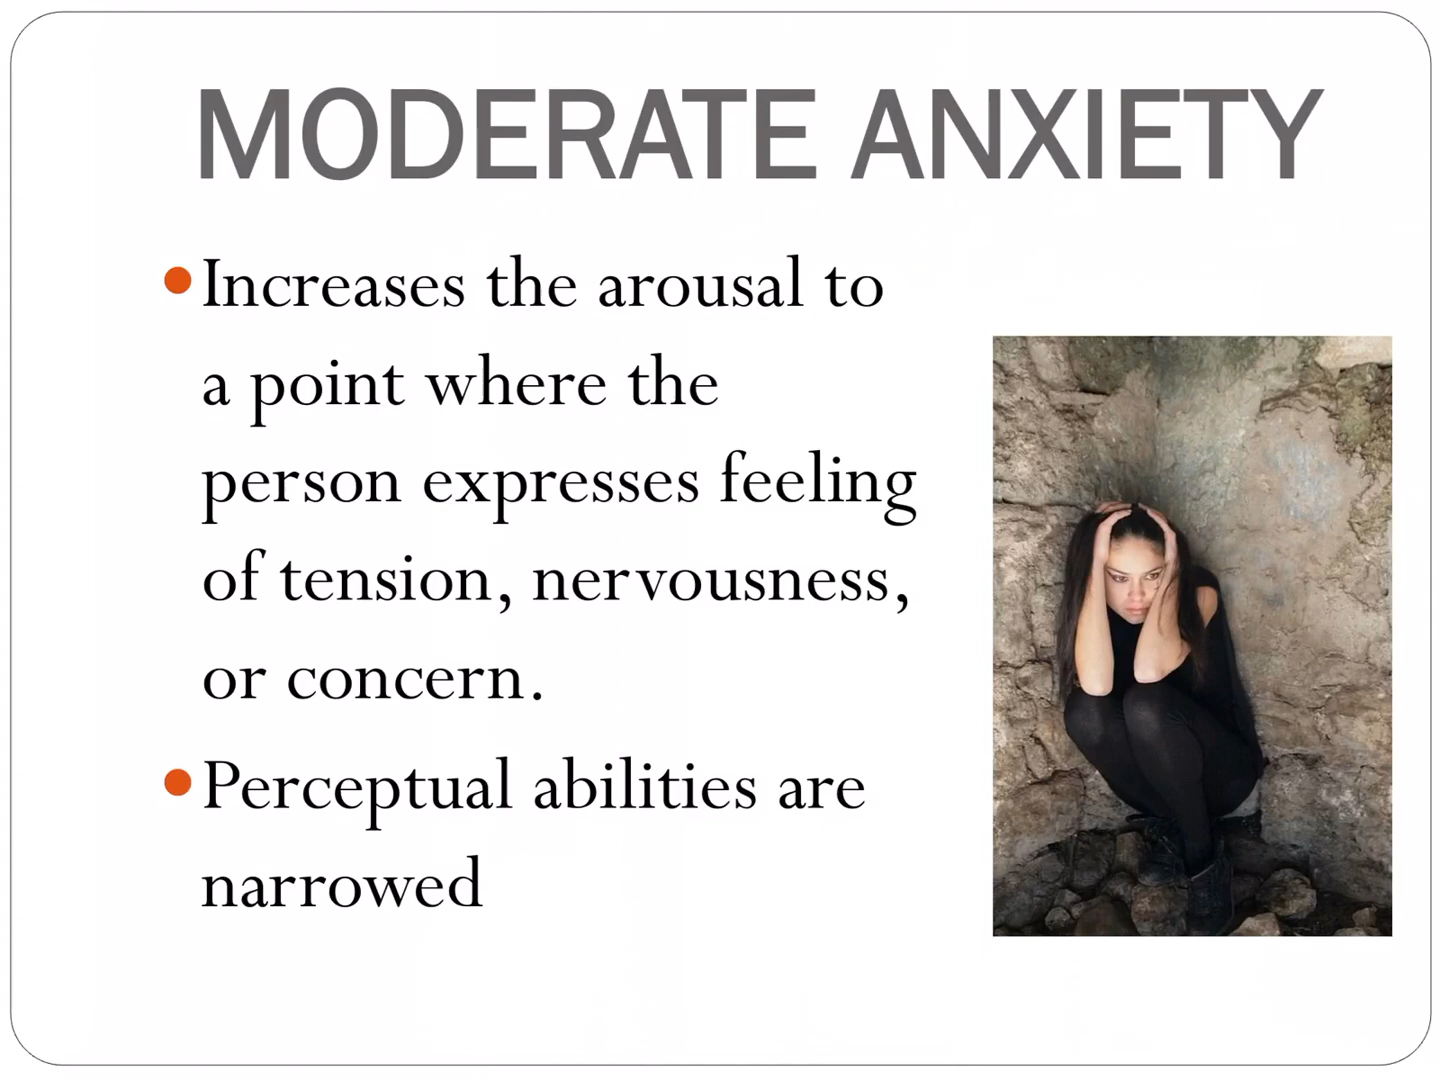 MODERATE ANXIETY
•Increases the arousal to
a point where the
person expresses feeling
of tension, nervousness,
or concern.
•Perceptual abilities are
narrowed